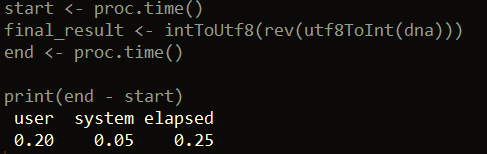 start <- proc.time()
final_result <- intToUtf8(rev(utf8ToInt(dna)))
end <- proc.time()
print(end - start)
user system elapsed
0.20 0.05 0.25